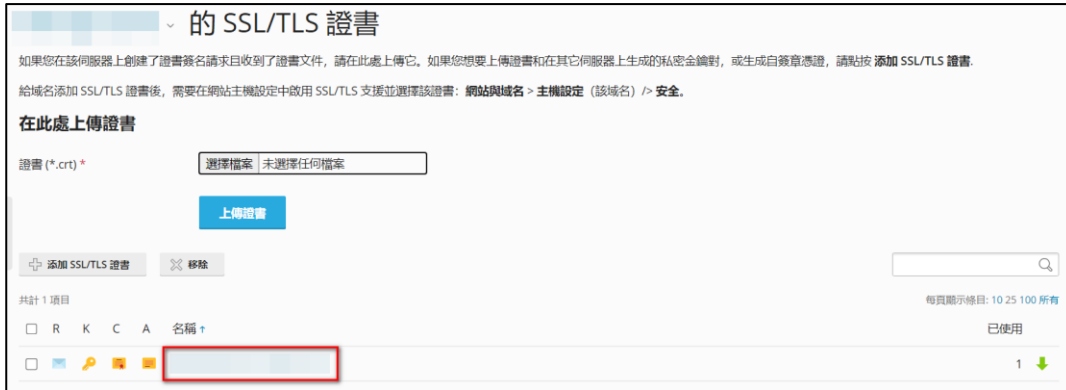 的 SSL/TLS 證書
如果您在該伺服器上創建了證書簽名請求且收到了證書文件，請在此處上傳它。如果您想要上傳證書和在其它伺服器上生成的私密金鑰對，或生成自簽章憑證，請點按 添加 SSL/TLS 證書.
給域名添加 SSL/TLS 證書後，需要在網站主機設定中啟用 SSL/TLS 支援並選擇該證書：網站與域名 > 主機設定（該域名）/> 安全。
在此處上傳證書
證書 (*.crt) * 選擇檔案 未選擇任何檔案
上傳證書
添加 SSL/TLS 證書 移除
共計 1 項目 每頁顯示條目: 10 25 100 所有
R K C A 名稱↑ 已使用
1